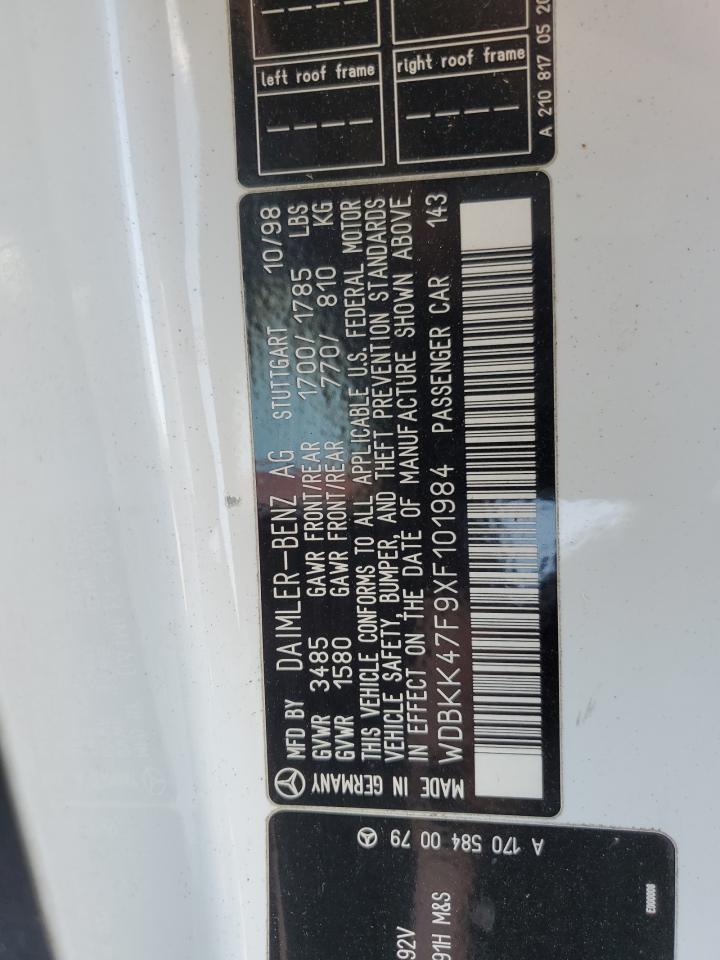 left roof frame
right roof frame
A 210 817 05 20
MFD BY DAIMLER-BENZ AG STUTTGART 10/98
GVWR 3485 GAWR FRONT/REAR 1700/1785 LBS
GVWR 1580 GAWR FRONT/REAR 770/ 810 KG
THIS VEHICLE CONFORMS TO ALL APPLICABLE U.S. FEDERAL MOTOR
VEHICLE SAFETY, BUMPER, AND THEFT PREVENTION STANDARDS
IN EFFECT ON THE DATE OF MANUFACTURE SHOWN ABOVE
WDBKK47F9XF101984 PASSENGER CAR 143
MADE IN GERMANY
A 170 584 00 79
92V
91H M&S
E000000